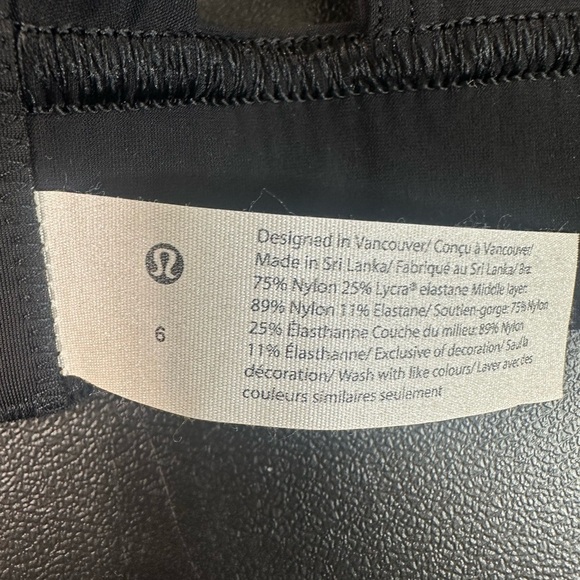 Designed in Vancouver/ Conçu à Vancouver/
Made in Sri Lanka/ Fabriqué au Sri Lanka/ Bra:
75% Nylon 25% Lycra® elastane Middle layer:
89% Nylon 11% Elastane/ Soutien-gorge: 75% Nylon
25% Élasthanne Couche du milieu: 89% Nylon
11% Élasthanne/ Exclusive of decoration/ Sauf la
décoration/ Wash with like colours/ Laver avec des
couleurs similaires seulement
6